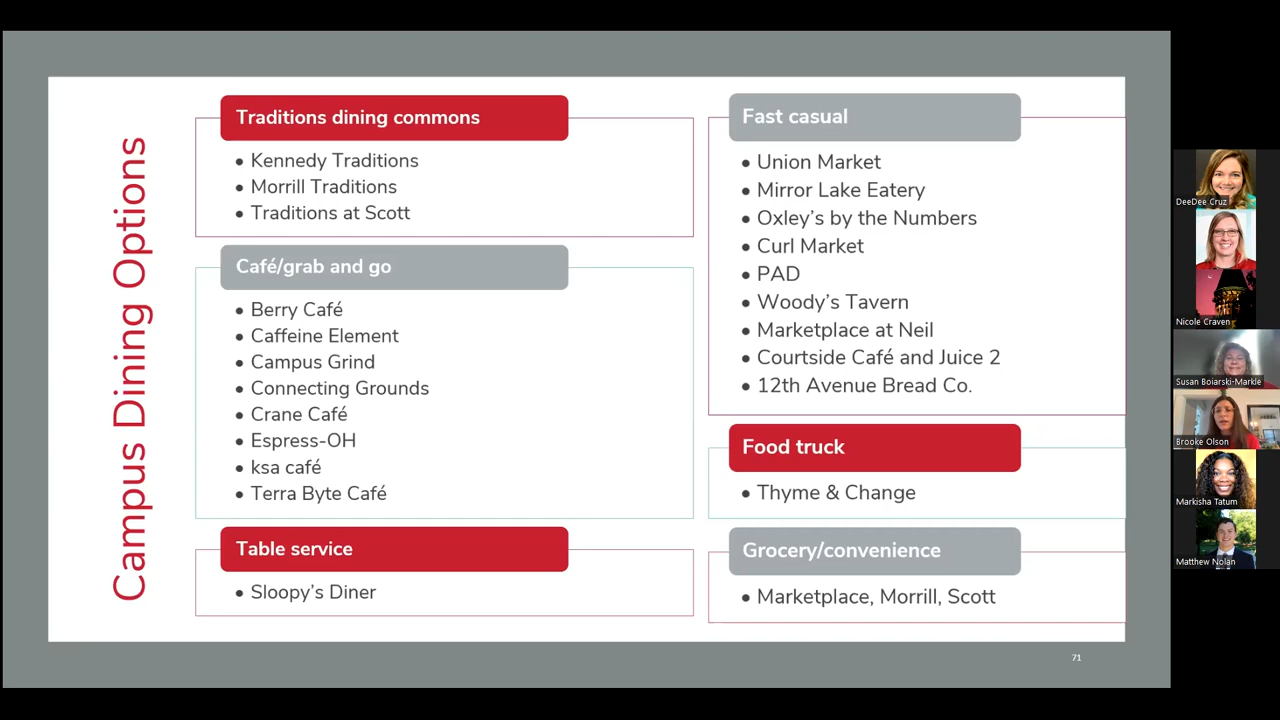 Campus Dining Options
Traditions dining commons
• Kennedy Traditions
• Morrill Traditions
• Traditions at Scott
Café/grab and go
• Berry Café
• Caffeine Element
• Campus Grind
• Connecting Grounds
• Crane Café
• Espress-OH
• ksa café
• Terra Byte Café
Table service
• Sloopy's Diner
Fast casual
• Union Market
• Mirror Lake Eatery
• Oxley's by the Numbers
• Curl Market
• PAD
• Woody's Tavern
• Marketplace at Neil
• Courtside Café and Juice 2
• 12th Avenue Bread Co.
Food truck
• Thyme & Change
Grocery/convenience
• Marketplace, Morrill, Scott
71
DeeDee Cruz
Nicole Craven
Susan Boiarski-Markle
Brooke Olson
Markisha Tatum
Matthew Nolan